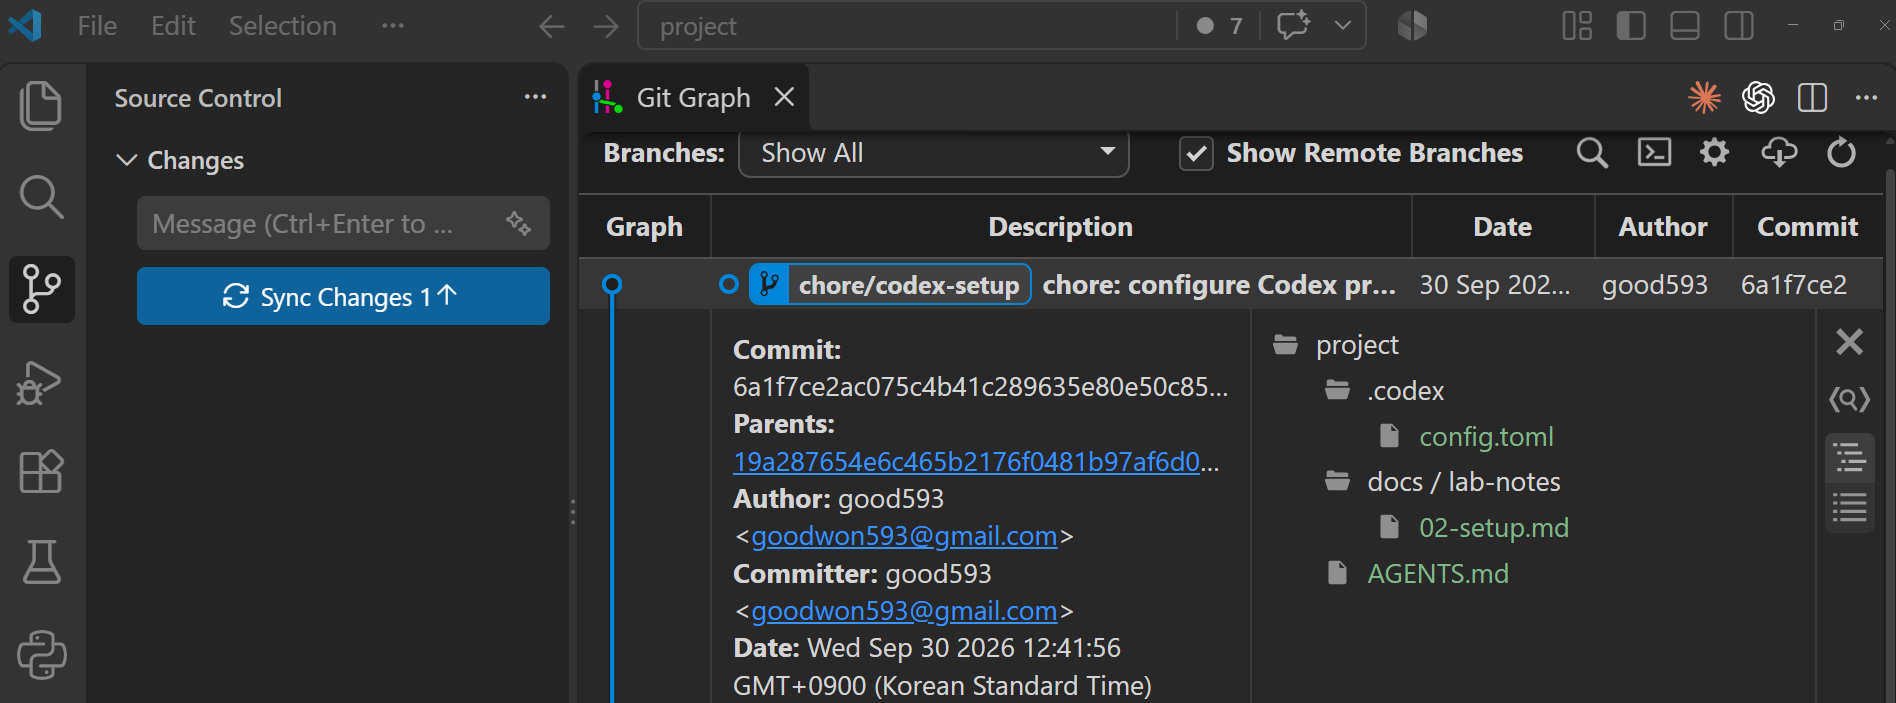 File Edit Selection ···
project
7
Source Control ···
Changes
Message (Ctrl+Enter to ...
Sync Changes 1↑
Git Graph
···
Branches: Show All
Show Remote Branches
Graph Description Date Author Commit
chore/codex-setup chore: configure Codex pr... 30 Sep 202... good593 6a1f7ce2
Commit:
6a1f7ce2ac075c4b41c289635e80e50c85...
Parents:
19a287654e6c465b2176f0481b97af6d0...
Author: good593
<goodwon593@gmail.com>
Committer: good593
<goodwon593@gmail.com>
Date: Wed Sep 30 2026 12:41:56
GMT+0900 (Korean Standard Time)
project
.codex
config.toml
docs / lab-notes
02-setup.md
AGENTS.md